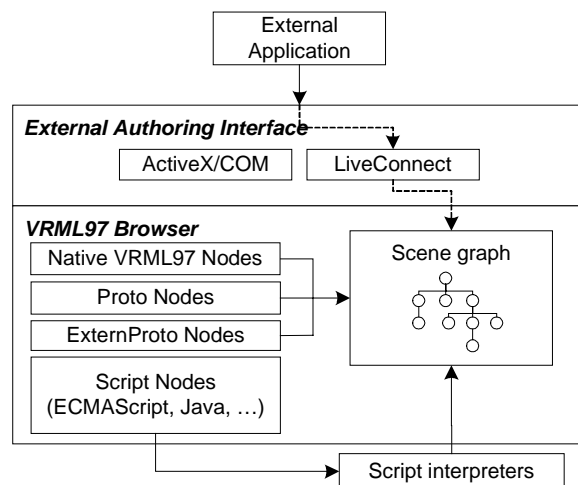 External
Application
External Authoring Interface
ActiveX/COM
LiveConnect
VRML97 Browser
Native VRML97 Nodes
Proto Nodes
ExternProto Nodes
Script Nodes
(ECMAScript, Java, …)
Scene graph
Script interpreters